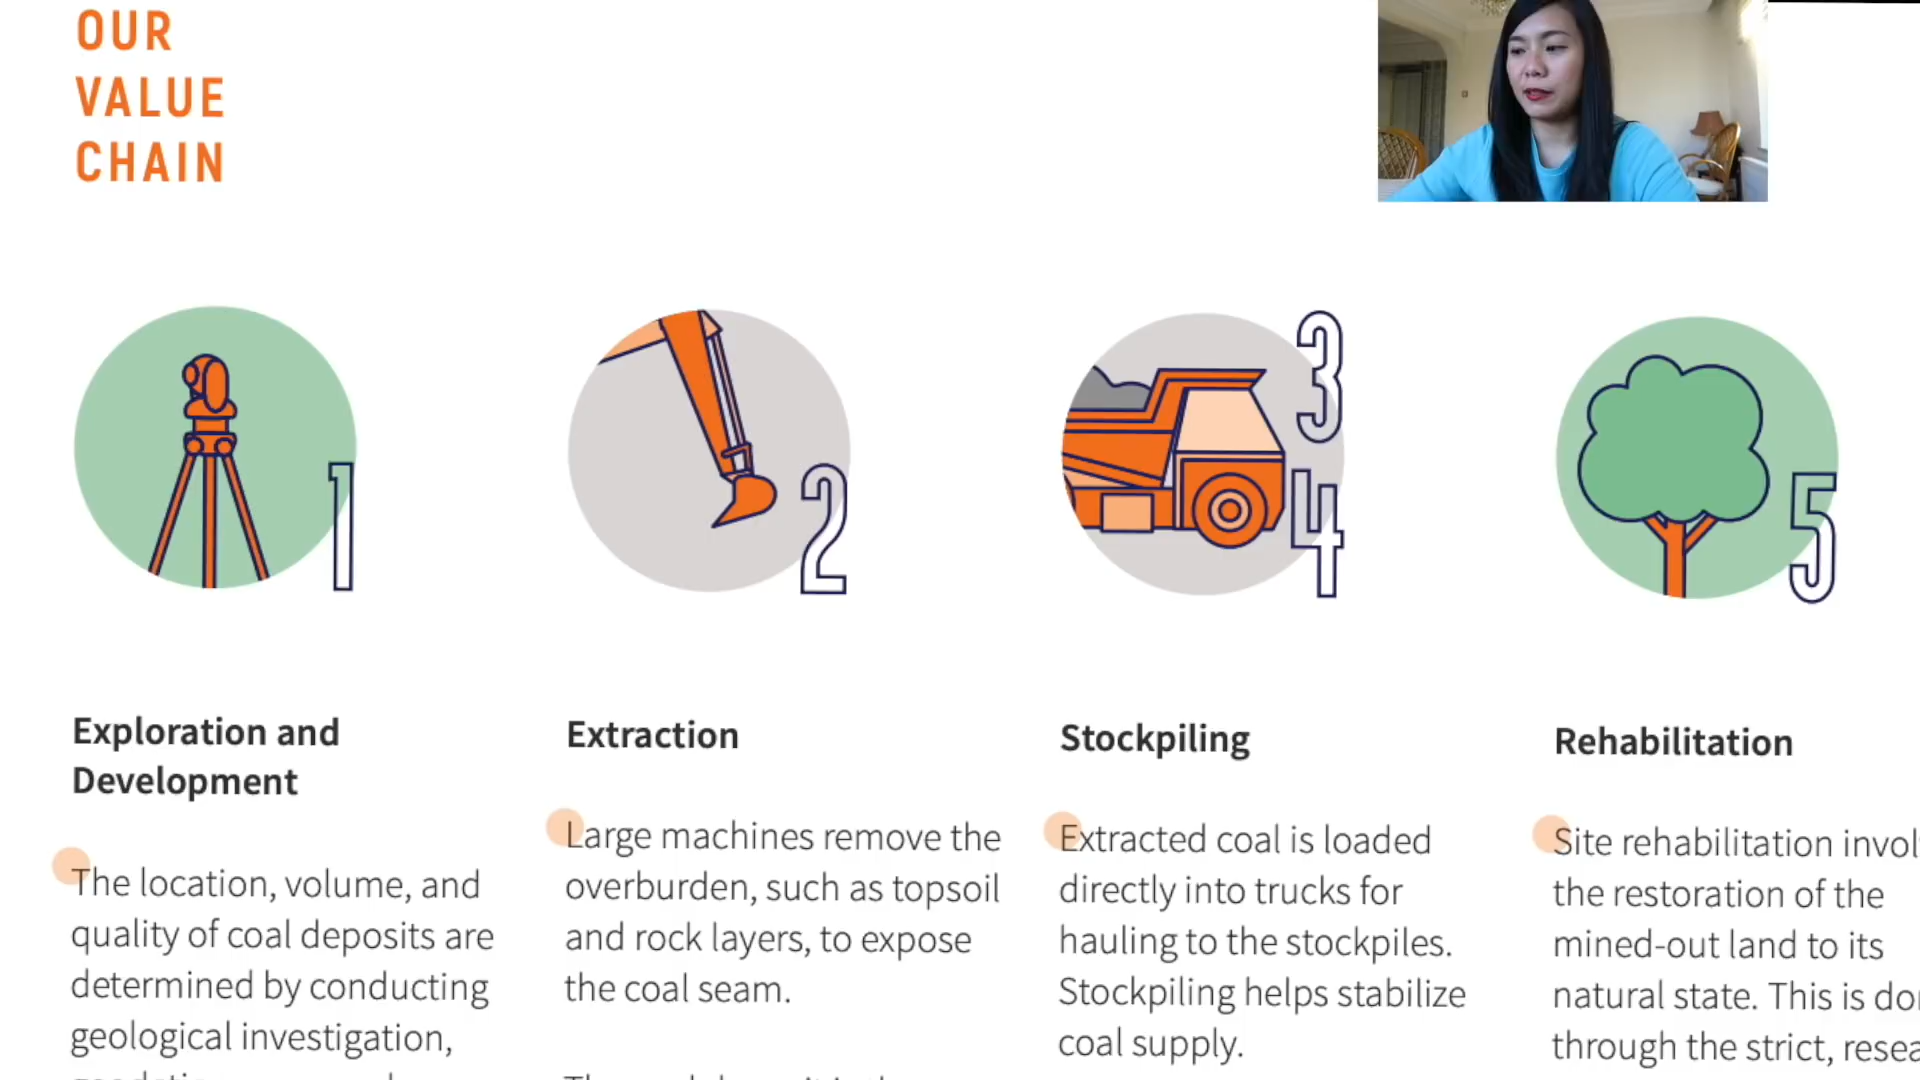 OUR
VALUE
CHAIN
1
2
3
4
5
Exploration and
Development
The location, volume, and
quality of coal deposits are
determined by conducting
geological investigation,
Extraction
Large machines remove the
overburden, such as topsoil
and rock layers, to expose
the coal seam.
Stockpiling
Extracted coal is loaded
directly into trucks for
hauling to the stockpiles.
Stockpiling helps stabilize
coal supply.
Rehabilitation
Site rehabilitation invol
the restoration of the
mined-out land to its
natural state. This is do
through the strict, resea